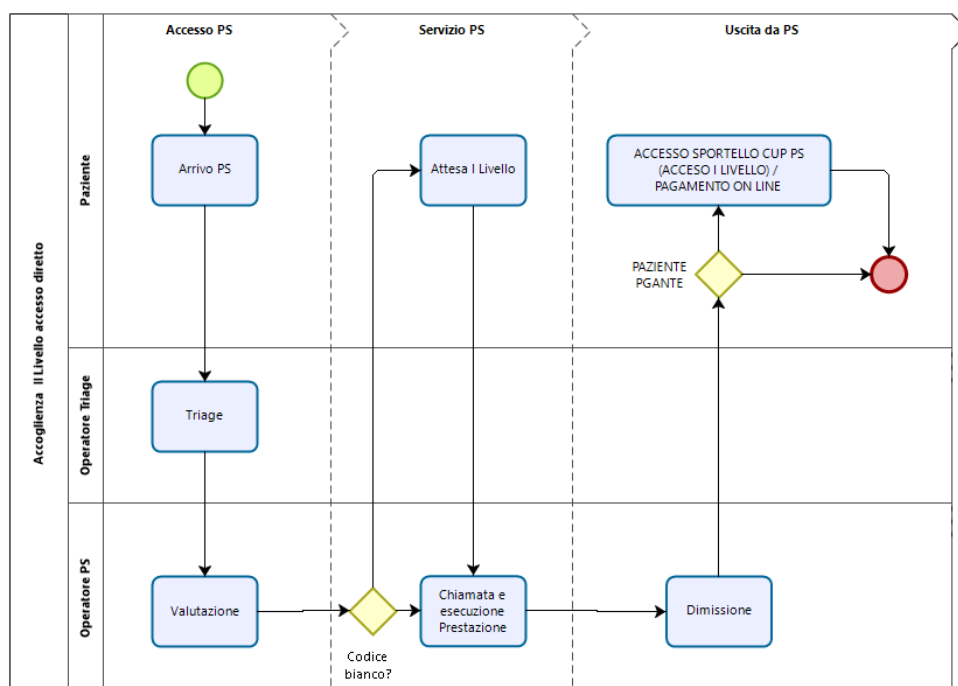 Accesso PS
Servizio PS
Uscita da PS
Accoglienza II Livello accesso diretto
Paziente
Arrivo PS
Attesa I Livello
ACCESSO SPORTELLO CUP PS
(ACCESO I LIVELLO) /
PAGAMENTO ON LINE
PAZIENTE
PGANTE
Operatore Triage
Triage
Operatore PS
Valutazione
Codice
bianco?
Chiamata e
esecuzione
Prestazione
Dimissione